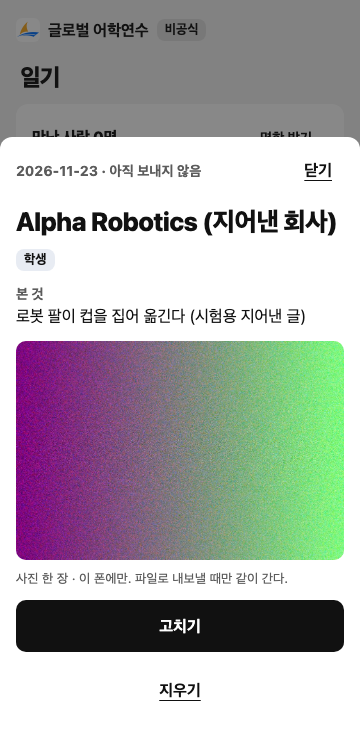 글로벌 어학연수 비공식
일기
만난 사람 0명 명함 받기
2026-11-23 · 아직 보내지 않음 닫기
Alpha Robotics (지어낸 회사)
학생
본 것
로봇 팔이 컵을 집어 옮긴다 (시험용 지어낸 글)
사진 한 장 · 이 폰에만. 파일로 내보낼 때만 같이 간다.
고치기
지우기